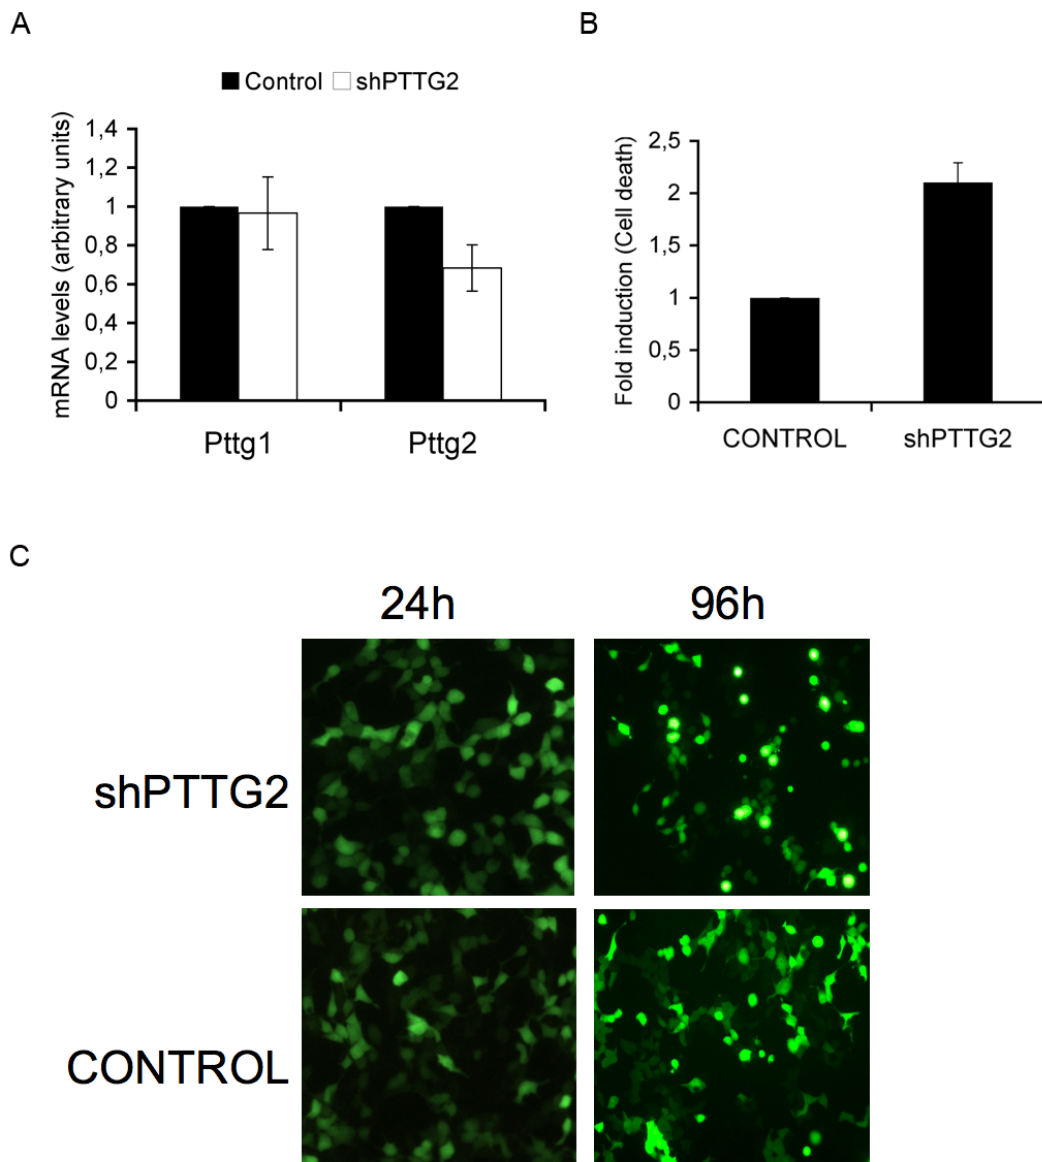 A
Control shPTTG2
mRNA levels (arbitrary units)
1,4
1,2
1
0,8
0,6
0,4
0,2
0
Pttg1 Pttg2
B
Fold induction (Cell death)
2,5
2
1,5
1
0,5
0
CONTROL shPTTG2
C
24h 96h
shPTTG2
CONTROL